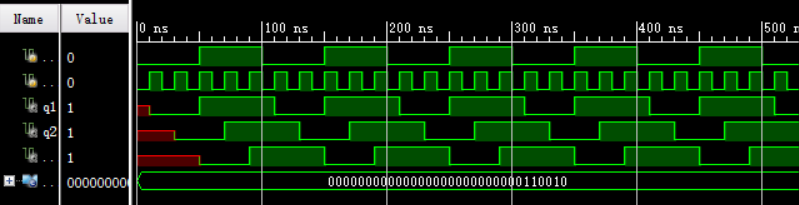 Name Value
0 ns 100 ns 200 ns 300 ns 400 ns 500 n
.. 0
.. 0
q1 1
q2 1
.. 1
.. 000000000 00000000000000000000000000110010